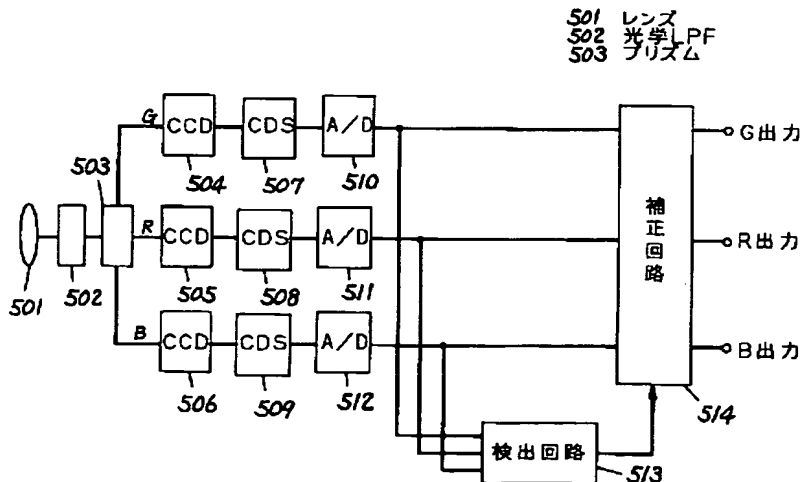 501 レンズ
502 光学LPF
503 プリズム
G CCD CDS A/D G出力
503 504 507 510
R CCD CDS A/D 補正回路 R出力
501 502 505 508 511
B CCD CDS A/D B出力
506 509 512 514
検出回路
513